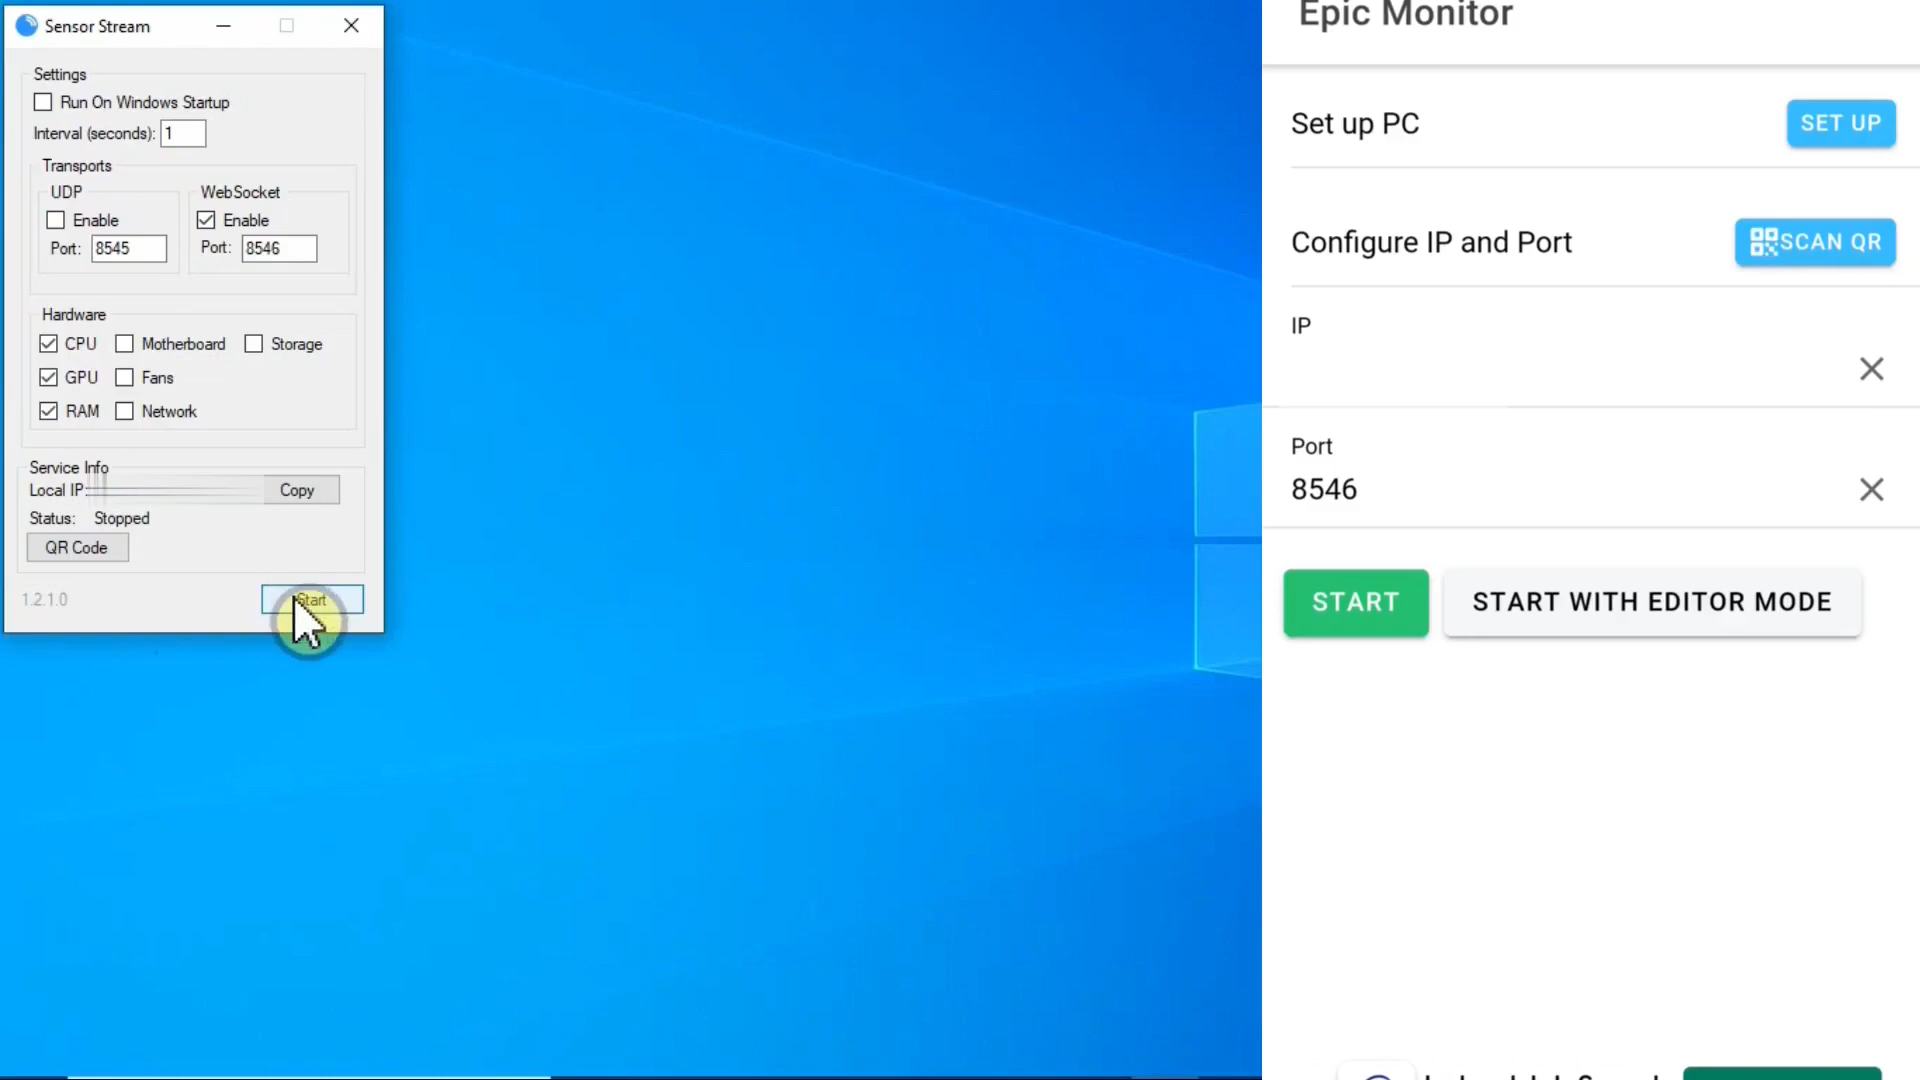 Sensor Stream
Settings
Run On Windows Startup
Interval (seconds): 1
Transports
UDP
Enable
Port: 8545
WebSocket
Enable
Port: 8546
Hardware
CPU Motherboard Storage
GPU Fans
RAM Network
Service Info
Local IP: Copy
Status: Stopped
QR Code
1.2.1.0
Start
Epic Monitor
Set up PC SET UP
Configure IP and Port SCAN QR
IP
Port
8546
START START WITH EDITOR MODE